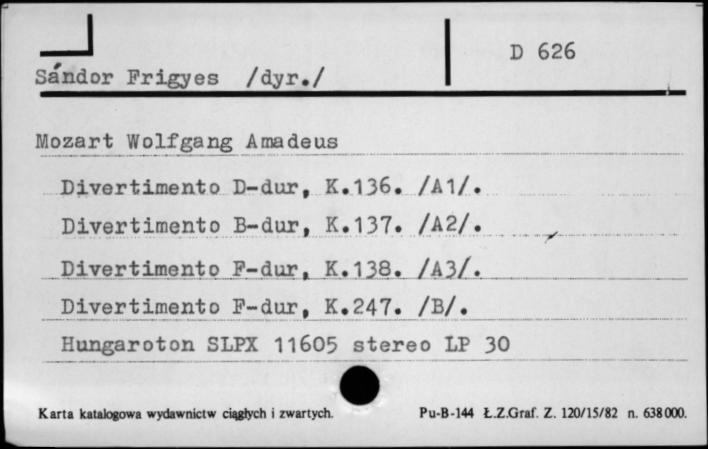 D 626
Sándor Frigyes /dyr./
Mozart Wolfgang Amadeus
Divertimento D-dur, K.136. /A1/.
Divertimento B-dur, K.137. /A2/.
Divertimento F-dur, K.138. /A3/.
Divertimento F-dur, K.247. /B/.
Hungaroton SLPX 11605 stereo LP 30
Karta katalogowa wydawnictw ciągłych i zwartych. Pu-B-144 Ł.Z.Graf. Z. 120/15/82 n. 638 000.